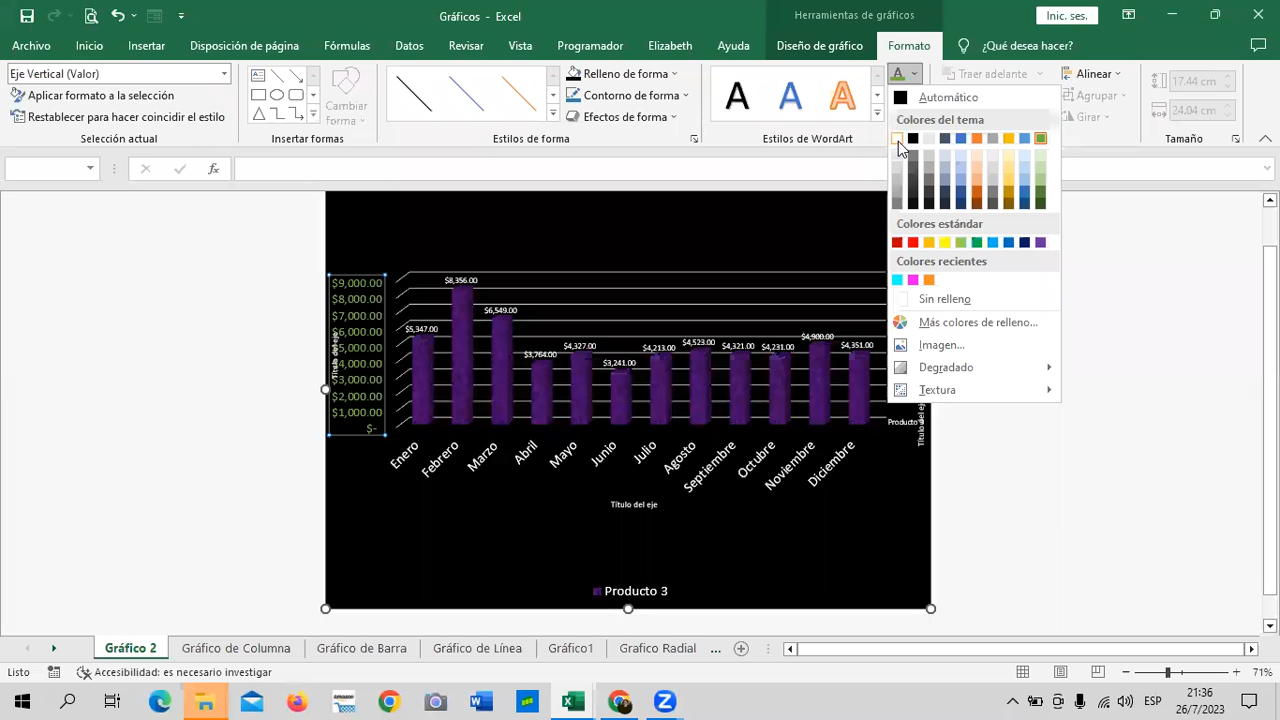 Gráficos - Excel
Herramientas de gráficos
Inic. ses.
Archivo Inicio Insertar Disposición de página Fórmulas Datos Revisar Vista Programador Elizabeth Ayuda Diseño de gráfico Formato ¿Qué desea hacer?
Eje Vertical (Valor)
Aplicar formato a la selección
Restablecer para hacer coincidir el estilo
Selección actual
Cambiar forma
Insertar formas
Relleno de forma
Contorno de forma
Efectos de forma
Estilos de forma
A A A
Estilos de WordArt
A
Traer adelante
Alinear
Agrupar
Girar
17.44 cm
24.04 cm
Tamaño
Automático
Colores del tema
Colores estándar
Colores recientes
Sin relleno
Más colores de relleno...
Imagen...
Degradado
Textura
fx
$9,000.00
$8,000.00
$7,000.00
$6,000.00
$5,000.00
$4,000.00
$3,000.00
$2,000.00
$1,000.00
$-
Título del eje
$5,347.00
$8,356.00
$6,549.00
$3,764.00
$4,327.00
$3,241.00
$4,213.00
$4,523.00
$4,321.00
$4,231.00
$4,900.00
$4,351.00
Producto
Título del eje
Enero Febrero Marzo Abril Mayo Junio Julio Agosto Septiembre Octubre Noviembre Diciembre
Título del eje
Producto 3
Gráfico 2 Gráfico de Columna Gráfico de Barra Gráfico de Línea Gráfico1 Grafico Radial ...
Listo Accesibilidad: es necesario investigar 71%
ESP
21:36
26/7/2023